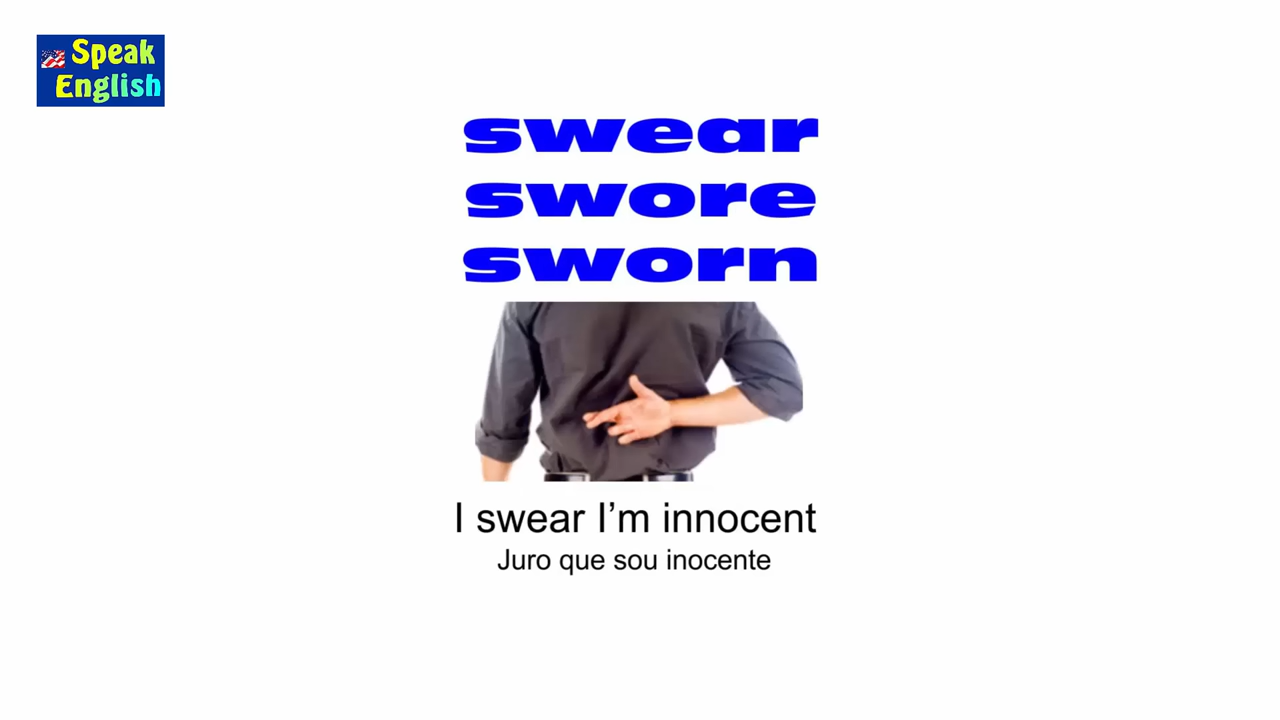 Speak
English
swear
swore
sworn
I swear I’m innocent
Juro que sou inocente